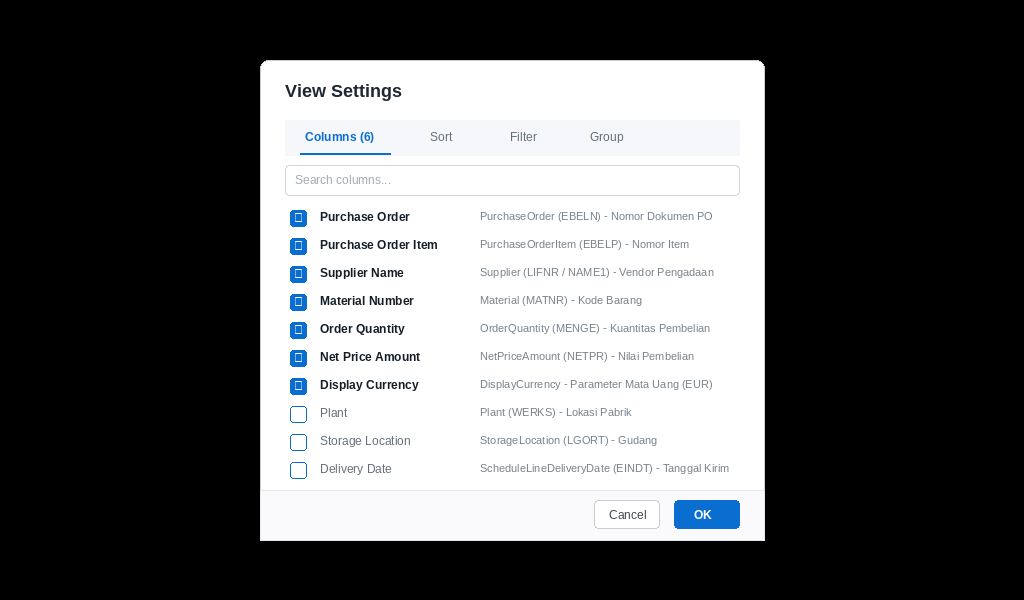 View Settings
Columns (6) Sort Filter Group
Search columns...
Purchase Order PurchaseOrder (EBELN) - Nomor Dokumen PO
Purchase Order Item PurchaseOrderItem (EBELP) - Nomor Item
Supplier Name Supplier (LIFNR / NAME1) - Vendor Pengadaan
Material Number Material (MATNR) - Kode Barang
Order Quantity OrderQuantity (MENGE) - Kuantitas Pembelian
Net Price Amount NetPriceAmount (NETPR) - Nilai Pembelian
Display Currency DisplayCurrency - Parameter Mata Uang (EUR)
Plant Plant (WERKS) - Lokasi Pabrik
Storage Location StorageLocation (LGORT) - Gudang
Delivery Date ScheduleLineDeliveryDate (EINDT) - Tanggal Kirim
Cancel OK